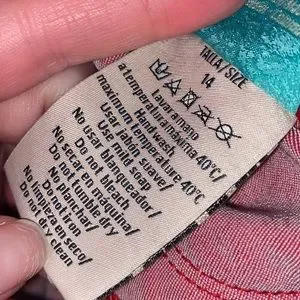 TALLA/SIZE
14
Lavar a mano
a temperatura máxima 40°C/
Hand wash
maximum temperature 40°C
Usar jabón suave/
Use mild soap
No usar blanqueador/
Do not bleach
No secar en máquina/
Do not tumble dry
No planchar/
Do not iron
No limpieza en seco/
Do not dry clean